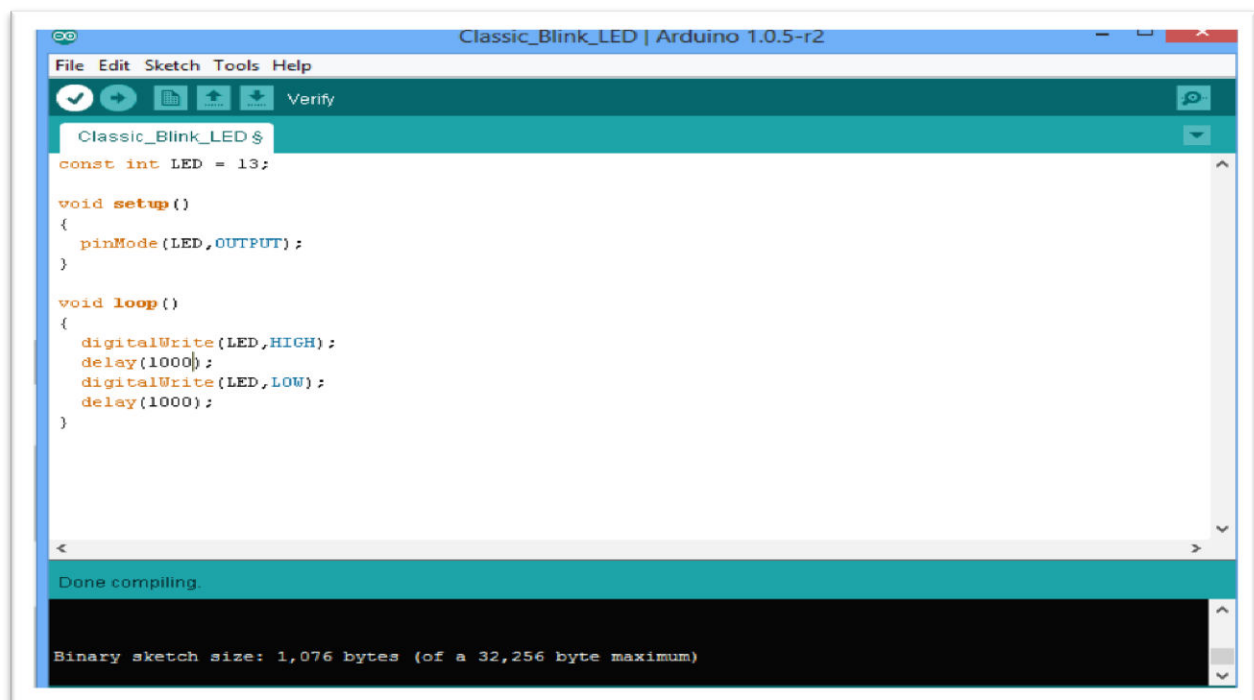 Classic_Blink_LED | Arduino 1.0.5-r2
File Edit Sketch Tools Help
Verify
Classic_Blink_LED §
const int LED = 13;
void setup()
{
pinMode(LED,OUTPUT);
}
void loop()
{
digitalWrite(LED,HIGH);
delay(1000);
digitalWrite(LED,LOW);
delay(1000);
}
Done compiling.
Binary sketch size: 1,076 bytes (of a 32,256 byte maximum)